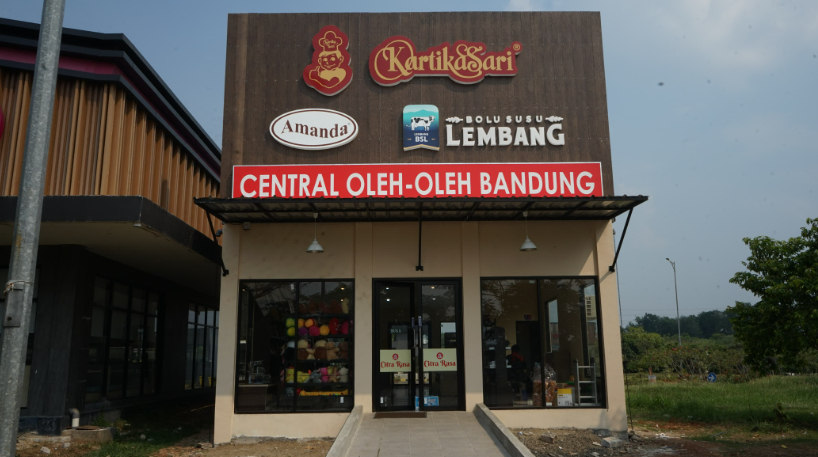 KartikaSari®
Amanda
BSL
BOLU SUSU
LEMBANG
CENTRAL OLEH-OLEH BANDUNG
Citra Rasa
Citra Rasa